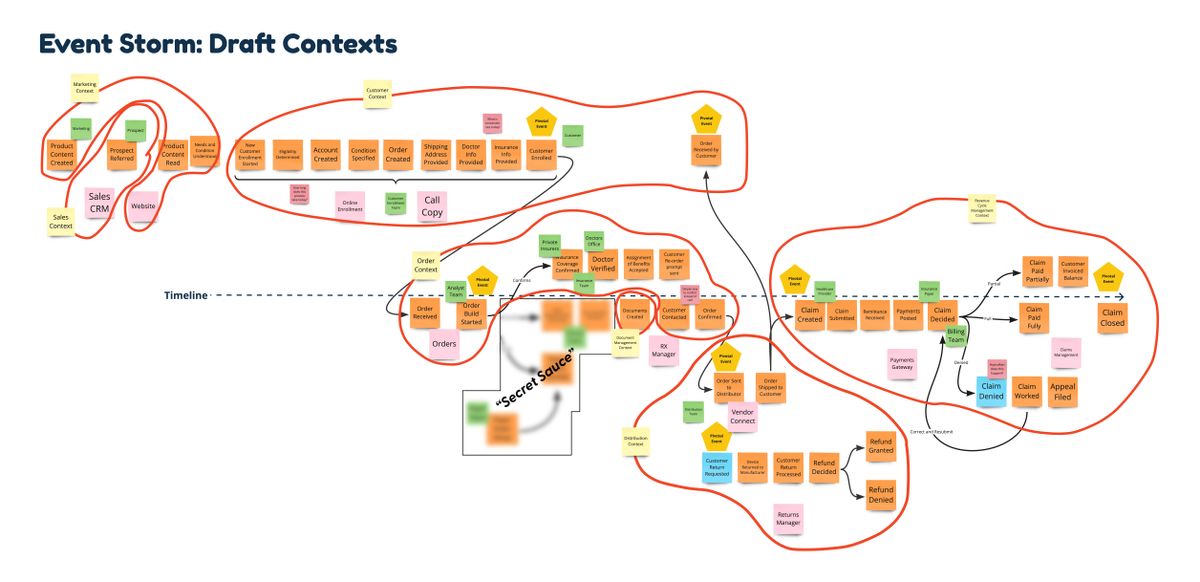 Event Storm: Draft Contexts
Marketing
Context
Marketing
Prospect
Product
Content
Created
Prospect
Referred
Product
Content
Read
Needs and
Condition
Understood
Sales
CRM
Website
Sales
Context
Customer
Context
Pivotal
Event
Customer
Pivotal
Event
New
Customer
Enrollment
Started
Eligibility
Determined
Account
Created
Condition
Specified
Order
Created
Shipping
Address
Provided
Doctor
Info
Provided
Insurance
Info
Provided
Customer
Enrolled
Order
Received by
Customer
Online
Enrollment
Customer
Enrollment
Team
Call
Copy
Order
Context
Private
Insurers
Doctors
Office
Insurance
Coverage
Confirmed
Doctor
Verified
Assignment
of Benefits
Accepted
Customer
Re-order
prompt
sent
Insurance
Team
Confirms
Analyst
Team
Pivotal
Event
Timeline
Order
Received
Order
Build
Started
Documents
Created
Customer
Contacted
Order
Confirmed
Orders
Document
Management
Context
RX
Manager
"Secret Sauce"
Revenue
Cycle
Management
Context
Pivotal
Event
Healthcare
Provider
Insurance
Payer
Claim
Created
Claim
Submitted
Remittance
Received
Payments
Posted
Claim
Decided
Billing
Team
Partial
Full
Denied
Claim
Paid
Partially
Customer
Invoiced
Balance
Pivotal
Event
Claim
Paid
Fully
Claim
Closed
Payments
Gateway
Claims
Management
Claim
Denied
Claim
Worked
Appeal
Filed
Correct and Resubmit
Pivotal
Event
Order Sent
to
Distributor
Order
Shipped to
Customer
Distribution
Team
Vendor
Connect
Distribution
Context
Pivotal
Event
Customer
Return
Requested
Device
Returned to
Manufacturer
Customer
Return
Processed
Refund
Decided
Refund
Granted
Refund
Denied
Returns
Manager